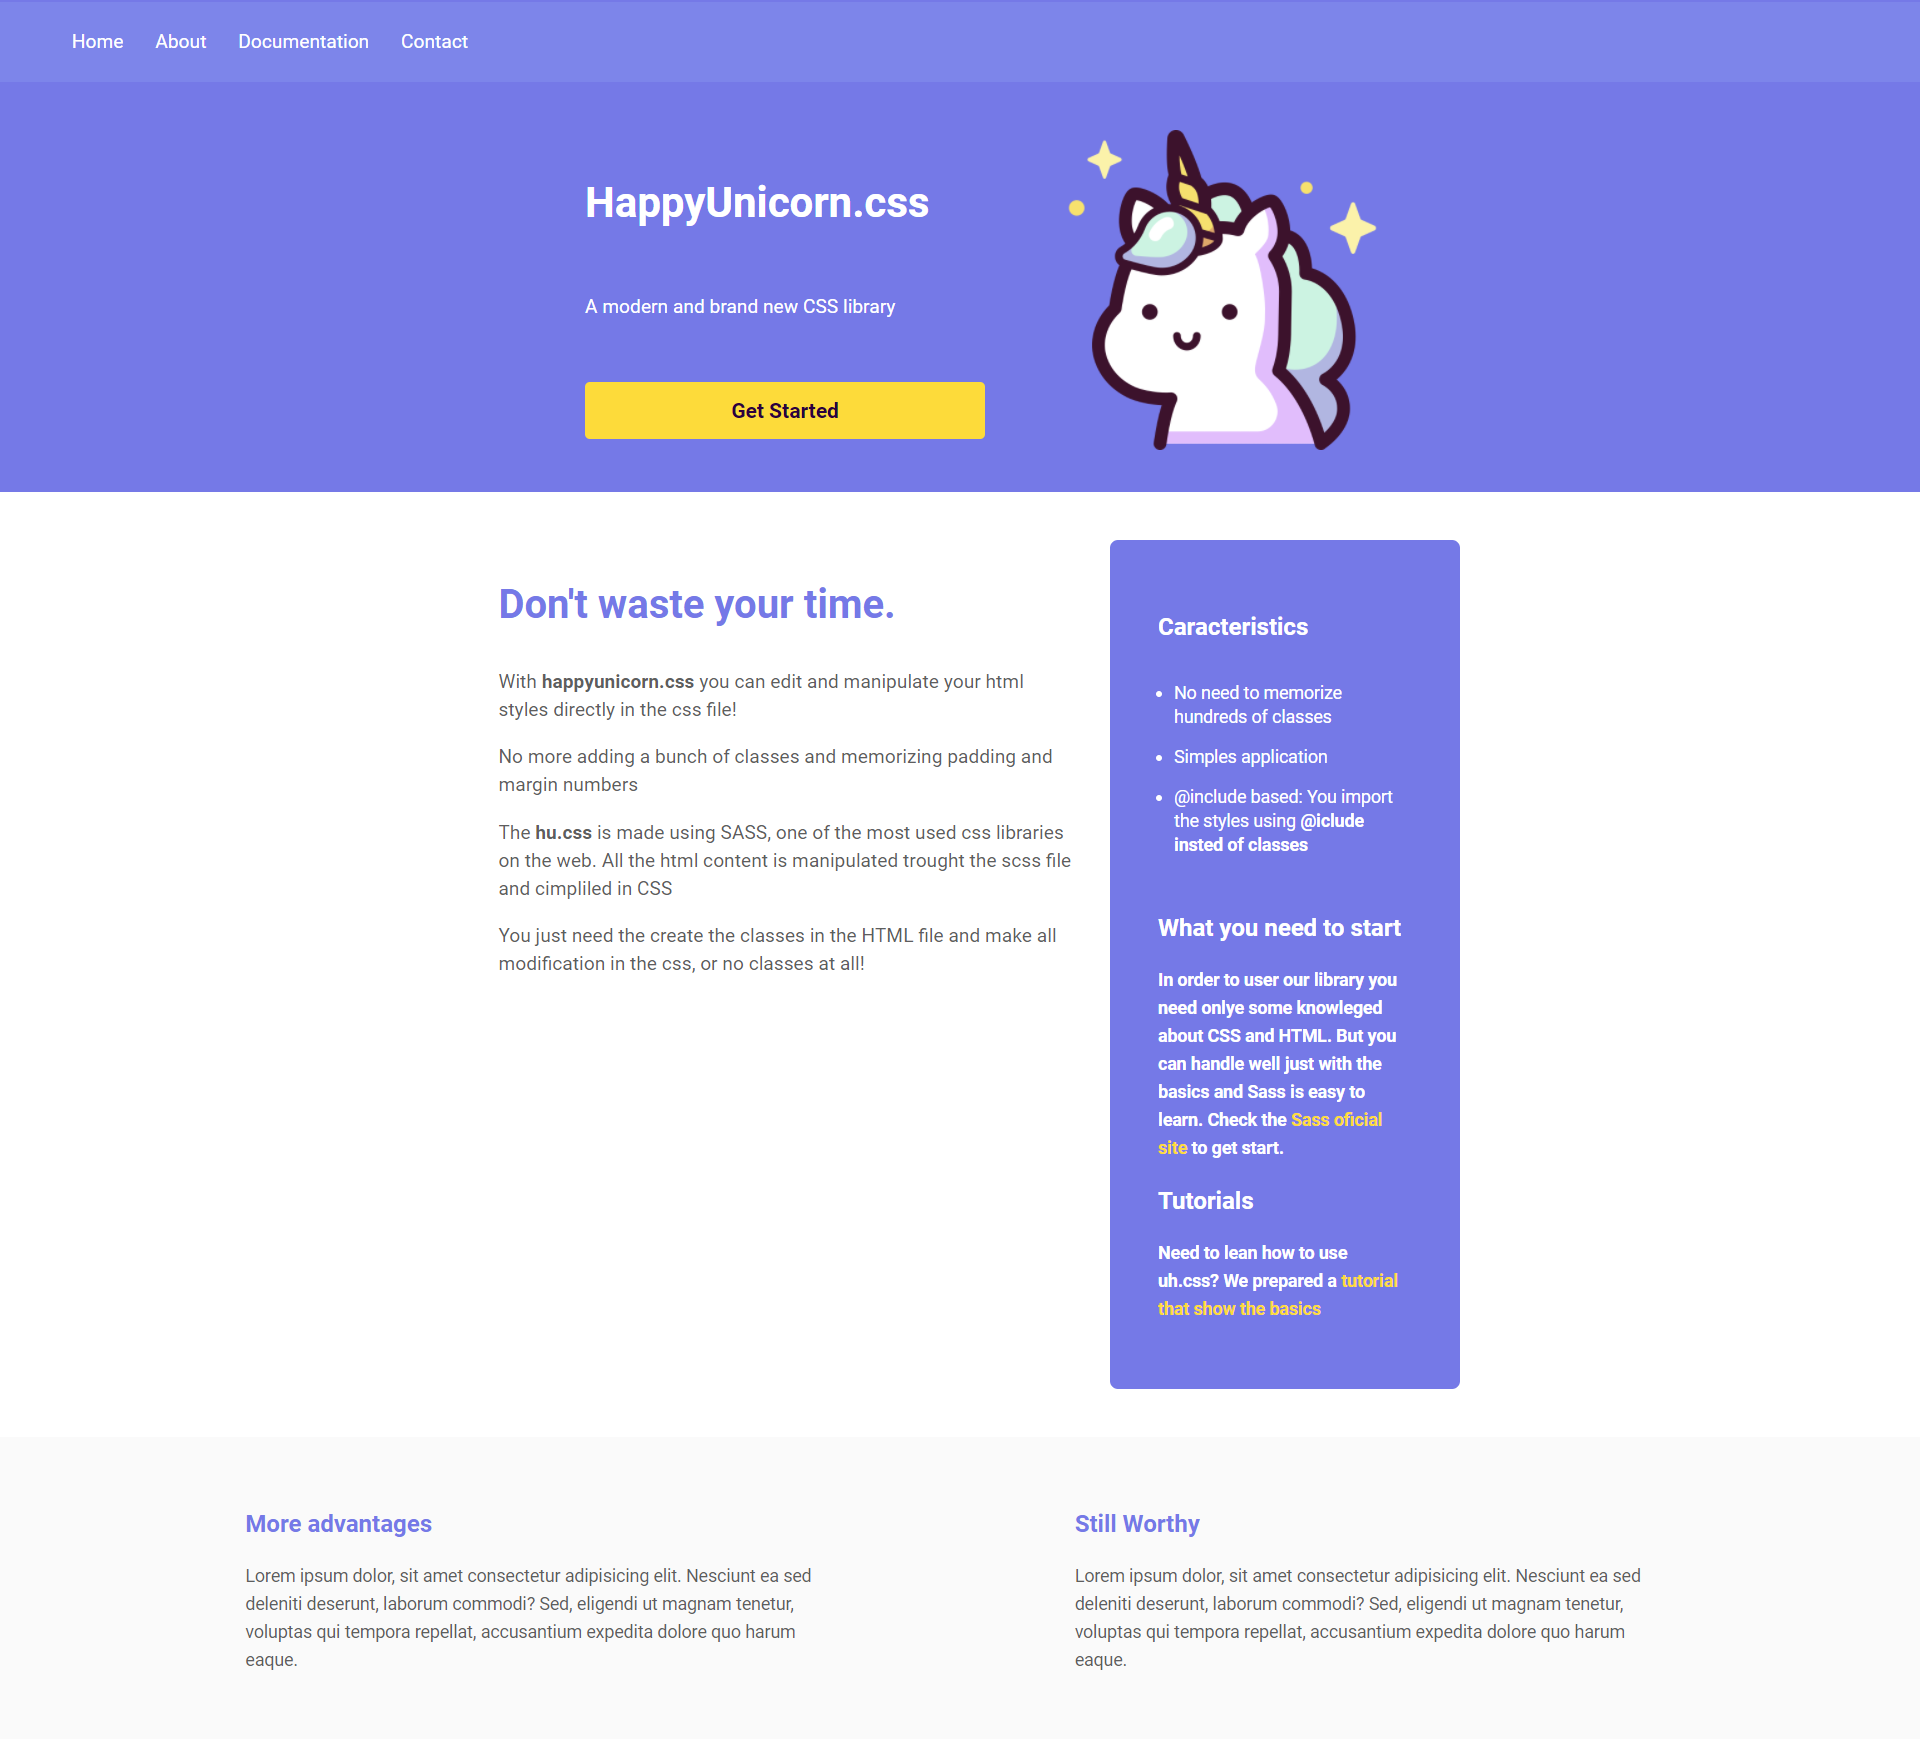 Home About Documentation Contact
HappyUnicorn.css
A modern and brand new CSS library
Get Started
Don't waste your time.
With happyunicorn.css you can edit and manipulate your html
styles directly in the css file!
No more adding a bunch of classes and memorizing padding and
margin numbers
The hu.css is made using SASS, one of the most used css libraries
on the web. All the html content is manipulated trought the scss file
and cimpliled in CSS
You just need the create the classes in the HTML file and make all
modification in the css, or no classes at all!
Caracteristics
No need to memorize
hundreds of classes
Simples application
@include based: You import
the styles using @iclude
insted of classes
What you need to start
In order to user our library you
need onlye some knowleged
about CSS and HTML. But you
can handle well just with the
basics and Sass is easy to
learn. Check the Sass oficial
site to get start.
Tutorials
Need to lean how to use
uh.css? We prepared a tutorial
that show the basics
More advantages
Lorem ipsum dolor, sit amet consectetur adipisicing elit. Nesciunt ea sed
deleniti deserunt, laborum commodi? Sed, eligendi ut magnam tenetur,
voluptas qui tempora repellat, accusantium expedita dolore quo harum
eaque.
Still Worthy
Lorem ipsum dolor, sit amet consectetur adipisicing elit. Nesciunt ea sed
deleniti deserunt, laborum commodi? Sed, eligendi ut magnam tenetur,
voluptas qui tempora repellat, accusantium expedita dolore quo harum
eaque.